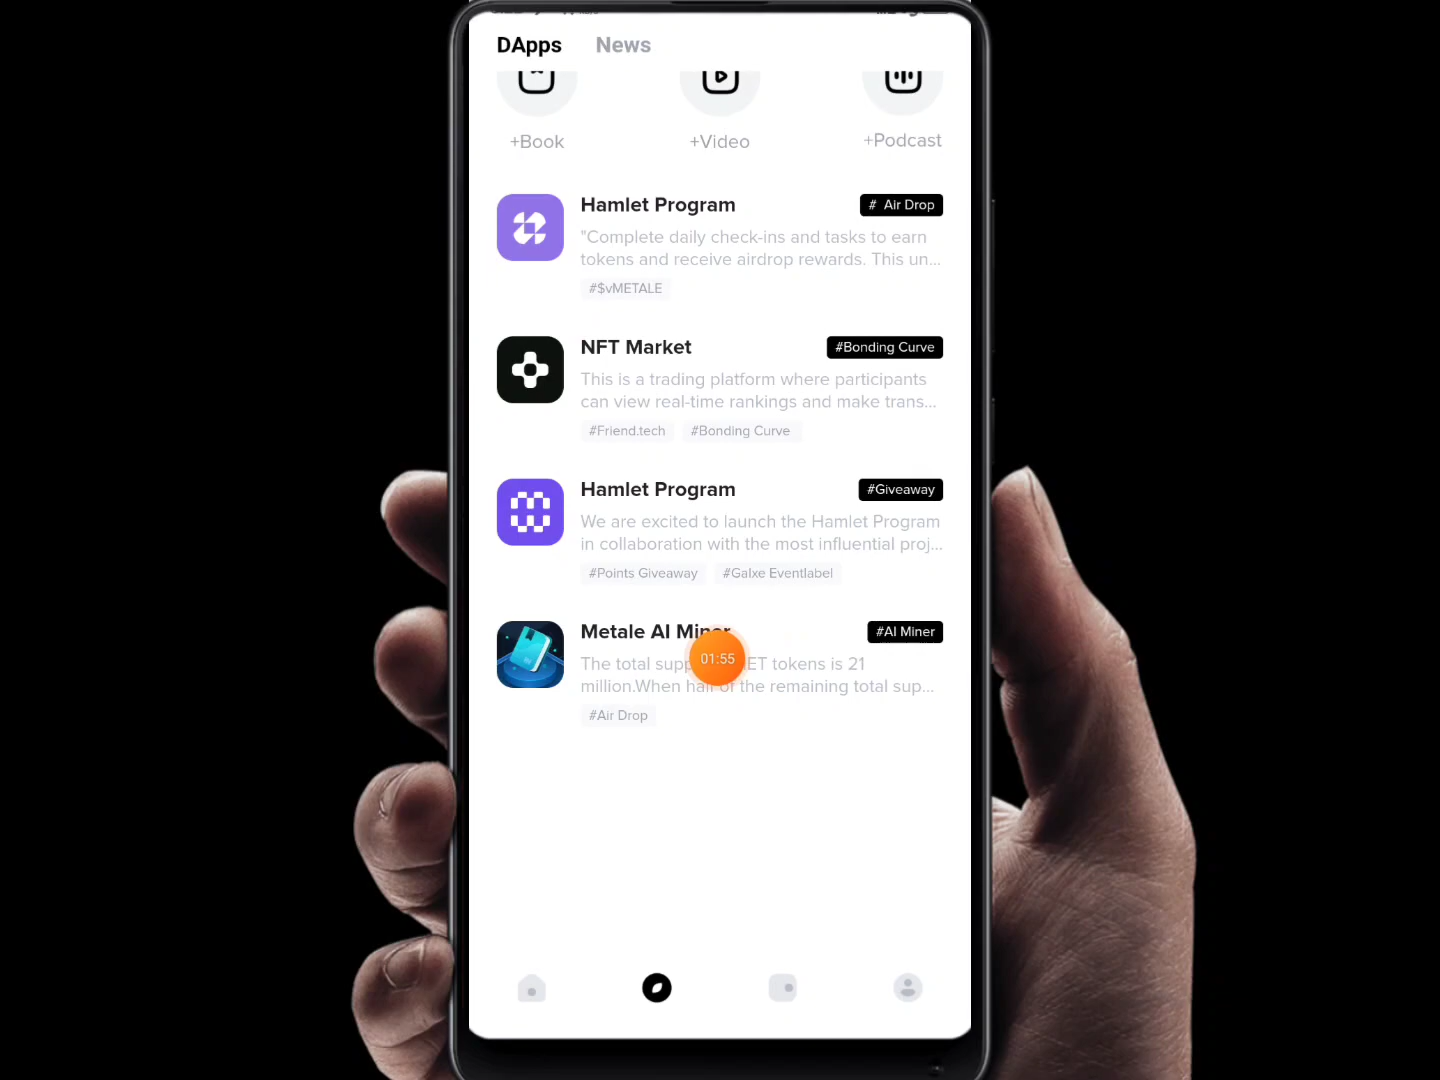 DApps News
+Book +Video +Podcast
Hamlet Program # Air Drop
"Complete daily check-ins and tasks to earn
tokens and receive airdrop rewards. This un...
#$vMETALE
NFT Market #Bonding Curve
This is a trading platform where participants
can view real-time rankings and make trans...
#Friend.tech #Bonding Curve
Hamlet Program #Giveaway
We are excited to launch the Hamlet Program
in collaboration with the most influential proj...
#Points Giveaway #Galxe Eventlabel
Metale AI Miner #AI Miner
The total 01:55 tokens is 21
million.When half of the remaining total sup...
#Air Drop